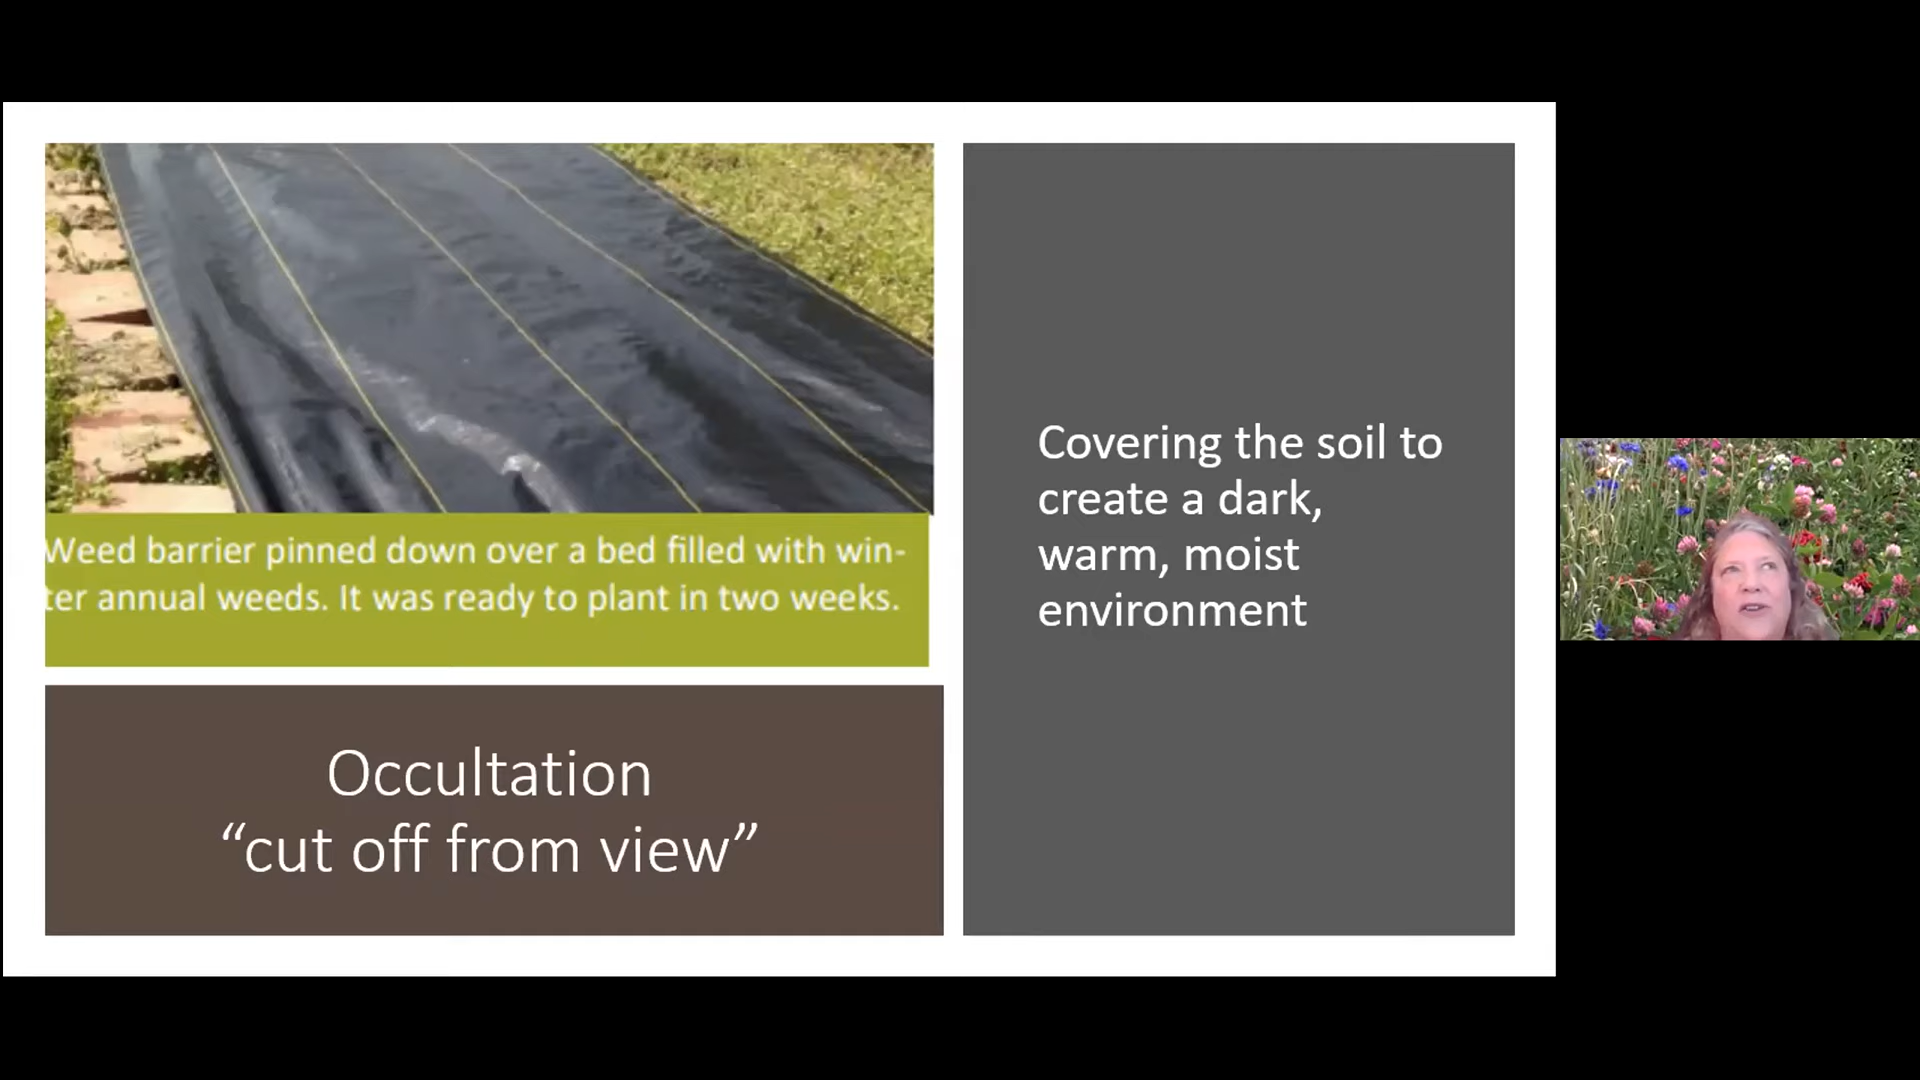 Weed barrier pinned down over a bed filled with win-
ter annual weeds. It was ready to plant in two weeks.
Occultation
“cut off from view”
Covering the soil to
create a dark,
warm, moist
environment